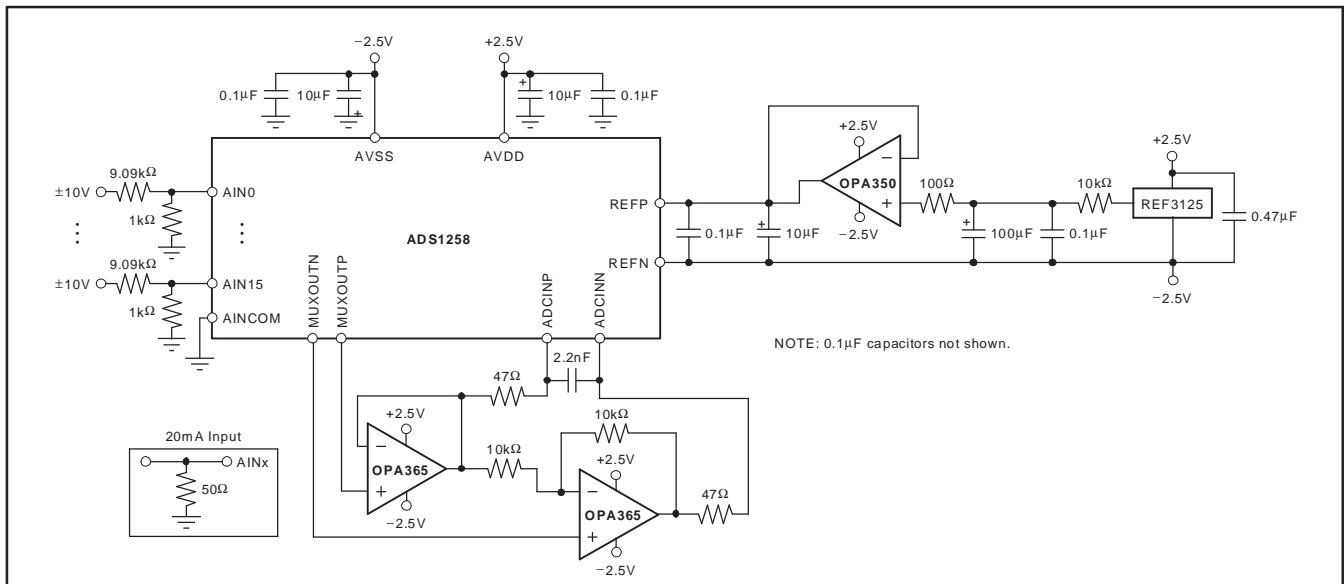 −2.5V
+2.5V
0.1µF
10µF
+
+
10µF
0.1µF
AVSS
AVDD
9.09kΩ
±10V
AIN0
1kΩ
⋮
⋮
9.09kΩ
±10V
AIN15
1kΩ
AINCOM
ADS1258
MUXOUTN
MUXOUTP
ADCINP
ADCINN
REFP
REFN
0.1µF
+
10µF
+2.5V
−
OPA350
+
−2.5V
100Ω
+
100µF
0.1µF
10kΩ
+2.5V
REF3125
0.47µF
−2.5V
NOTE: 0.1µF capacitors not shown.
2.2nF
47Ω
+2.5V
−
OPA365
+
−2.5V
10kΩ
10kΩ
+2.5V
−
OPA365
+
−2.5V
47Ω
20mA Input
AINx
50Ω